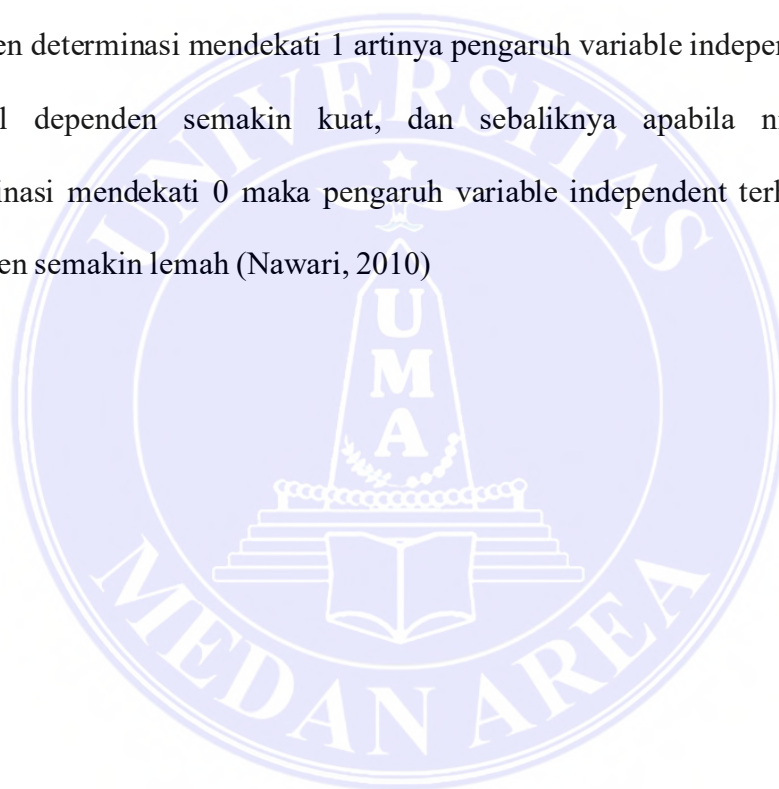 en determinasi mendekati 1 artinya pengaruh variable indepen
l dependen semakin kuat, dan sebaliknya apabila n
inasi mendekati 0 maka pengaruh variable independent terl
en semakin lemah (Nawari, 2010)
UNIVERSITAS
U
M
A
MEDAN AREA